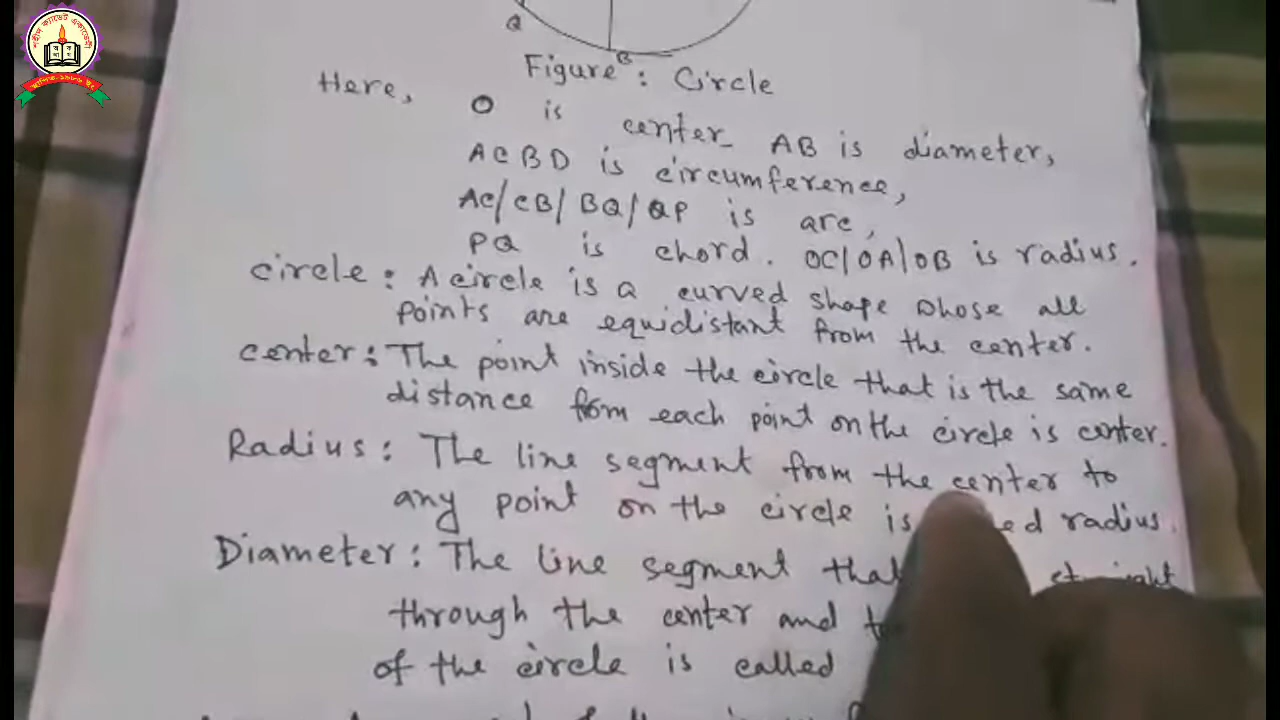 Q
B
Figure : Circle
Here, O is center. AB is diameter,
ACBD is circumference,
AC/CB/BQ/QP is arc,
PQ is chord. OC/OA/OB is radius.
circle : A circle is a curved shape whose all
points are equidistant from the center.
center : The point inside the circle that is the same
distance from each point on the circle is center.
Radius : The line segment from the center to
any point on the circle is radius.
Diameter : The line segment
through the center and
of the circle is called